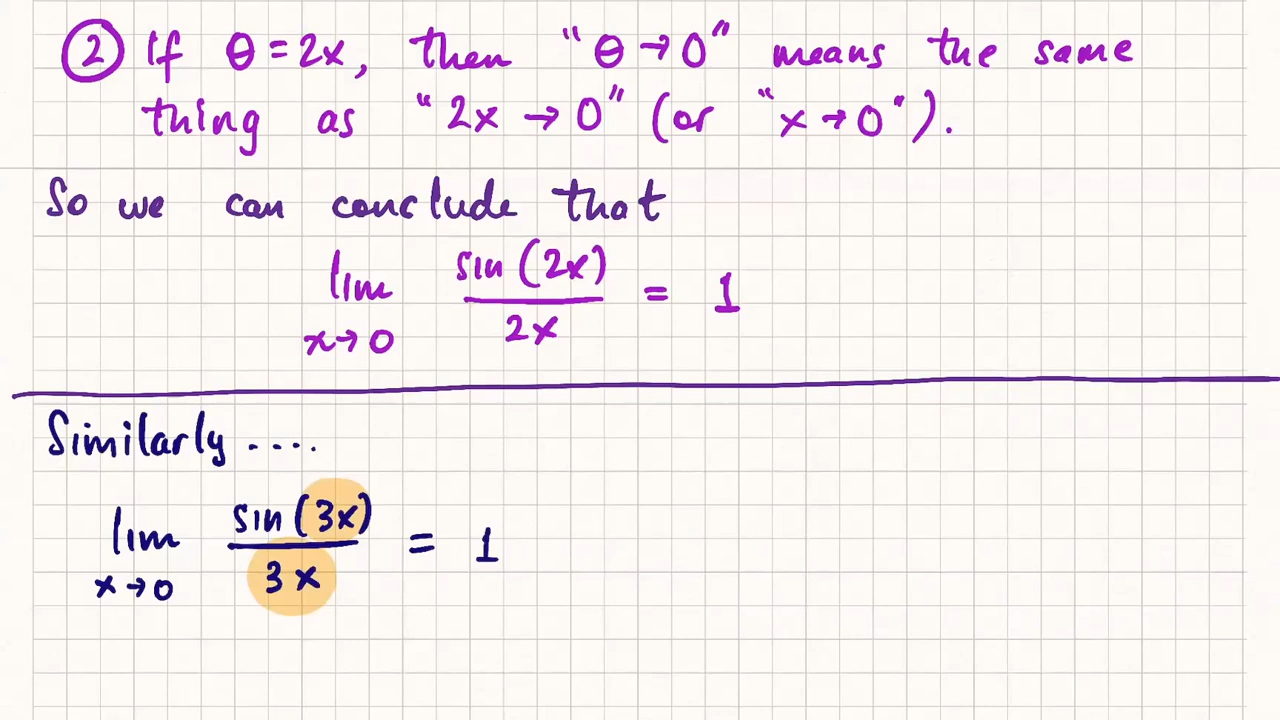 ② If θ = 2x, then “θ → 0” means the same
thing as “2x → 0” (or “x → 0”).
So we can conclude that
lim x→0 sin (2x) / 2x = 1
Similarly ....
lim x→0 sin (3x) / 3x = 1